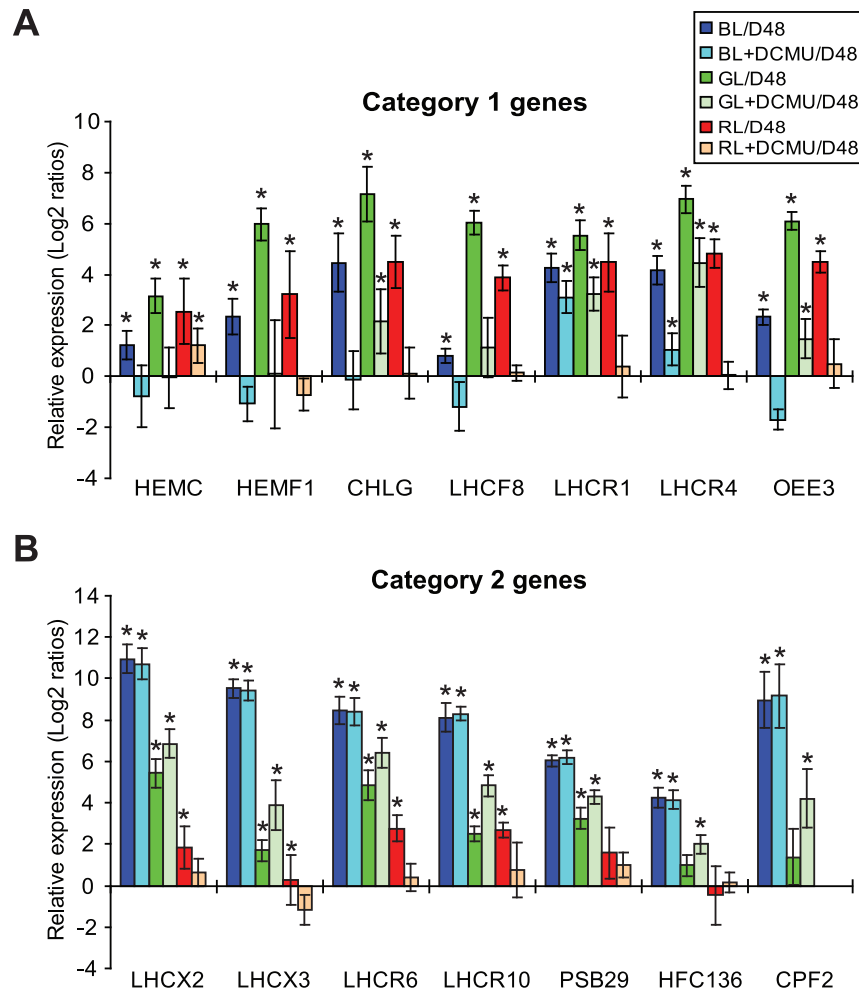 A
BL/D48
BL+DCMU/D48
GL/D48
GL+DCMU/D48
RL/D48
RL+DCMU/D48
Category 1 genes
Relative expression (Log2 ratios)
10
8
6
4
2
0
-2
-4
* * * * * * * * * * * * * * * * * * * * * * * * * * *
HEMC HEMF1 CHLG LHCF8 LHCR1 LHCR4 OEE3
B
Category 2 genes
Relative expression (Log2 ratios)
14
12
10
8
6
4
2
0
-2
-4
* * * * * * * * * * * * * * * * * * * * * * * * * * * * * *
LHCX2 LHCX3 LHCR6 LHCR10 PSB29 HFC136 CPF2